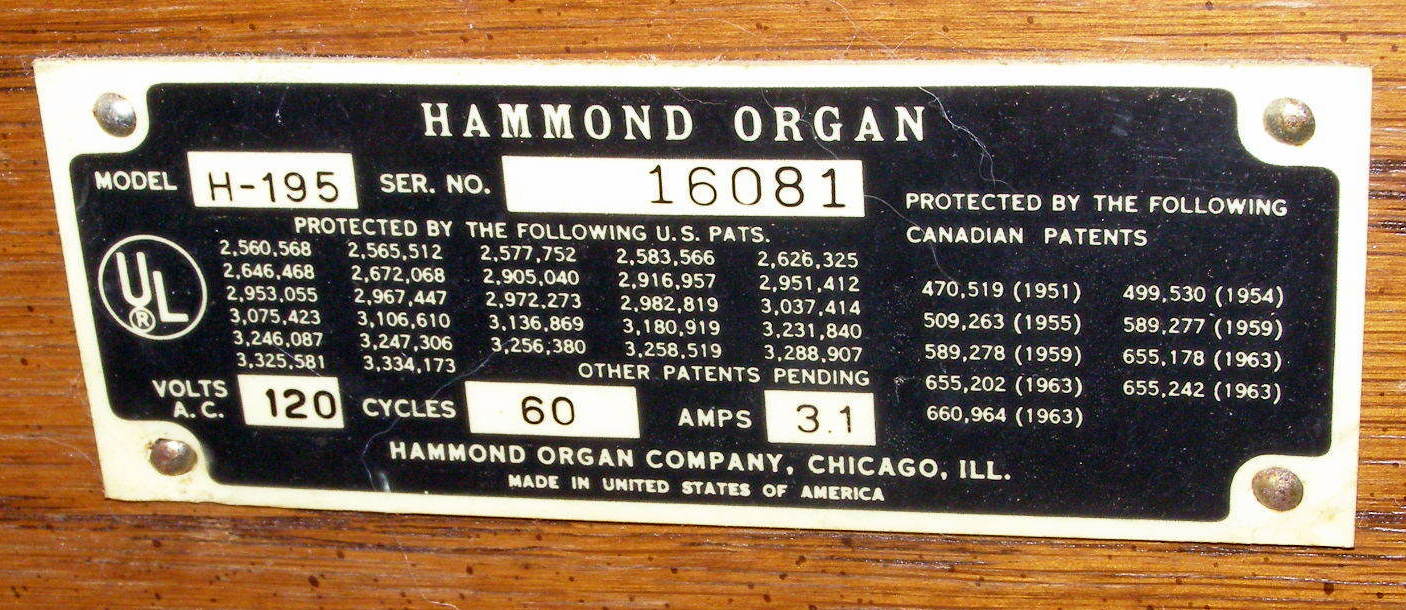 HAMMOND ORGAN
MODEL H-195 SER. NO. 16081
PROTECTED BY THE FOLLOWING U.S. PATS.
2,560,568 2,565,512 2,577,752 2,583,566 2,626,325
2,646,468 2,672,068 2,905,040 2,916,957 2,951,412
2,953,055 2,967,447 2,972,273 2,982,819 3,037,414
3,075,423 3,106,610 3,136,869 3,180,919 3,231,840
3,246,087 3,247,306 3,256,380 3,258,519 3,288,907
3,325,581 3,334,173
OTHER PATENTS PENDING
UL
®
PROTECTED BY THE FOLLOWING
CANADIAN PATENTS
470,519 (1951) 499,530 (1954)
509,263 (1955) 589,277 (1959)
589,278 (1959) 655,178 (1963)
655,202 (1963) 655,242 (1963)
660,964 (1963)
VOLTS
A.C. 120 CYCLES 60 AMPS 3.1
HAMMOND ORGAN COMPANY, CHICAGO, ILL.
MADE IN UNITED STATES OF AMERICA